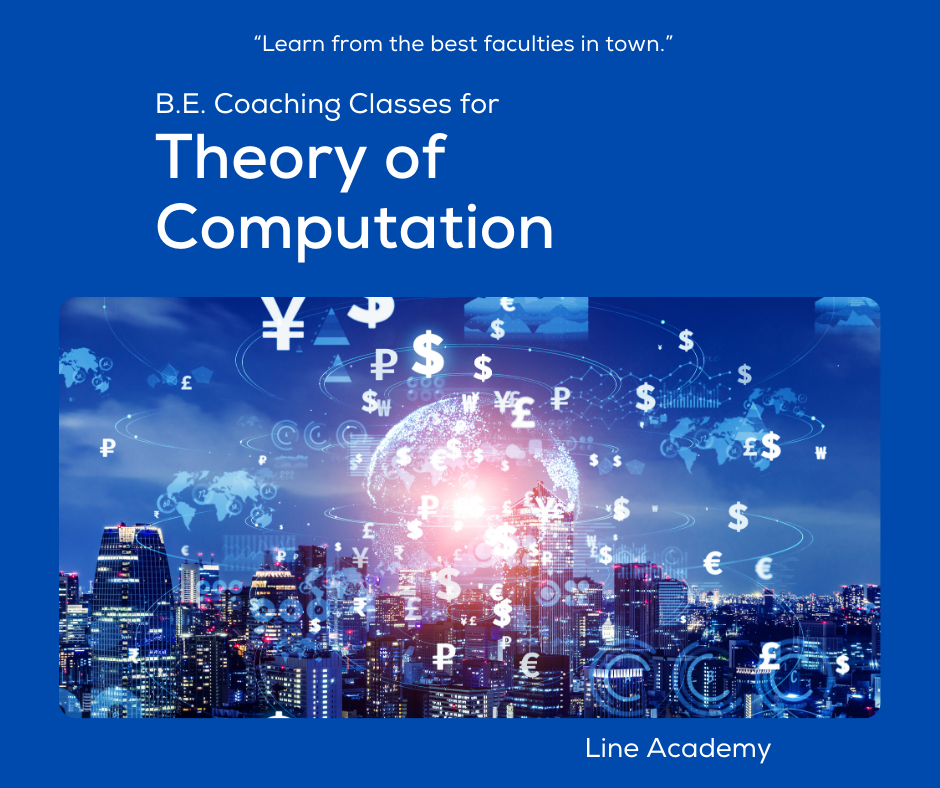 “Learn from the best faculties in town.”
B.E. Coaching Classes for
Theory of
Computation
Line Academy